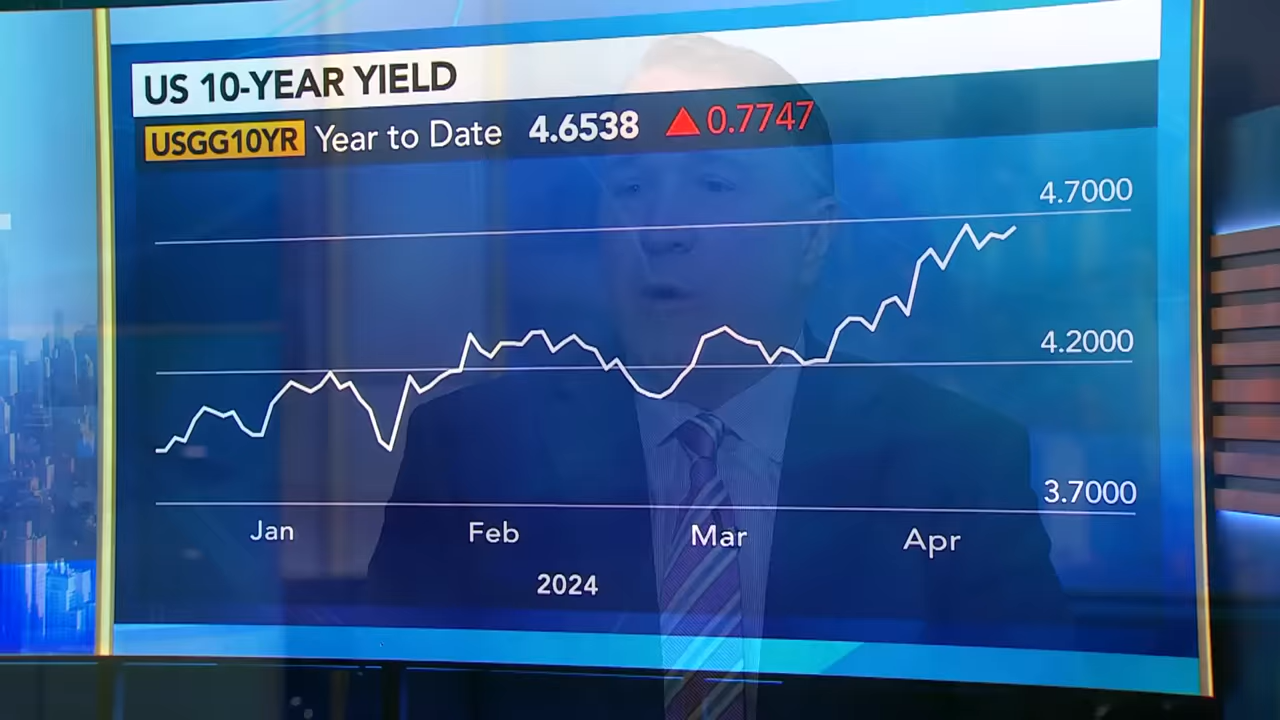 US 10-YEAR YIELD
USGG10YR Year to Date 4.6538 ▲0.7747
4.7000
4.2000
3.7000
Jan Feb Mar Apr
2024